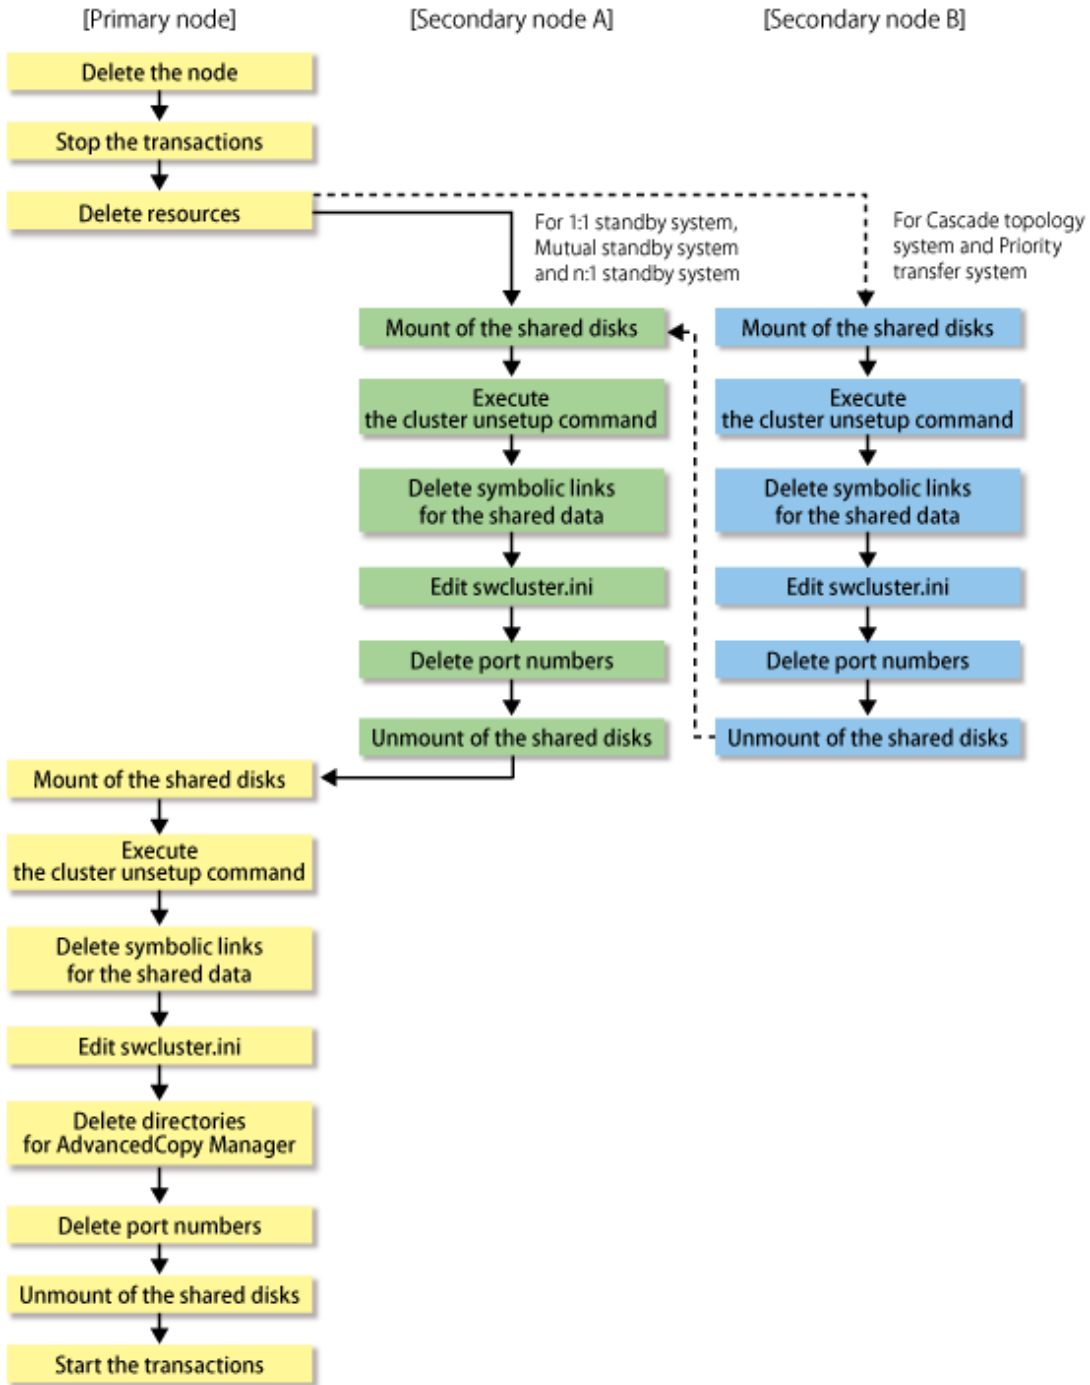 [Primary node]
[Secondary node A]
[Secondary node B]
Delete the node
Stop the transactions
Delete resources
For 1:1 standby system,
Mutual standby system
and n:1 standby system
For Cascade topology
system and Priority
transfer system
Mount of the shared disks
Execute
the cluster unsetup command
Delete symbolic links
for the shared data
Edit swcluster.ini
Delete port numbers
Unmount of the shared disks
Mount of the shared disks
Execute
the cluster unsetup command
Delete symbolic links
for the shared data
Edit swcluster.ini
Delete port numbers
Unmount of the shared disks
Mount of the shared disks
Execute
the cluster unsetup command
Delete symbolic links
for the shared data
Edit swcluster.ini
Delete directories
for AdvancedCopy Manager
Delete port numbers
Unmount of the shared disks
Start the transactions